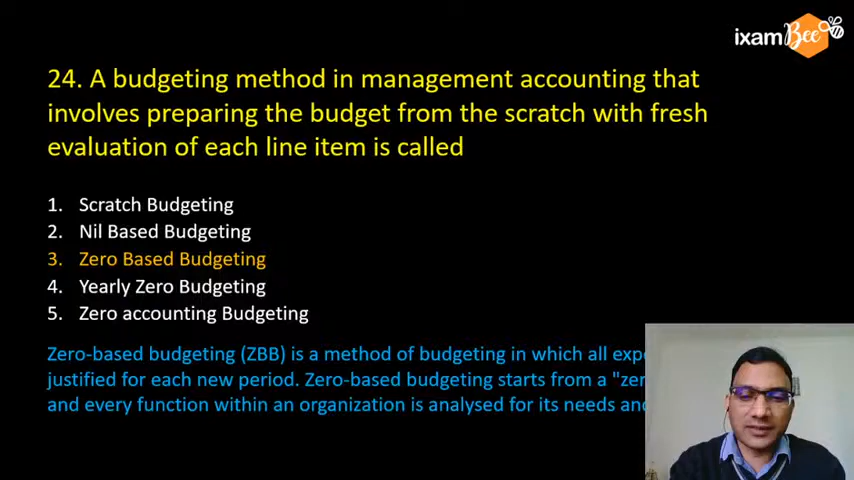 ixamBee
24. A budgeting method in management accounting that
involves preparing the budget from the scratch with fresh
evaluation of each line item is called
1. Scratch Budgeting
2. Nil Based Budgeting
3. Zero Based Budgeting
4. Yearly Zero Budgeting
5. Zero accounting Budgeting
Zero-based budgeting (ZBB) is a method of budgeting in which all
justified for each new period. Zero-based budgeting starts from a
and every function within an organization is analysed for its needs